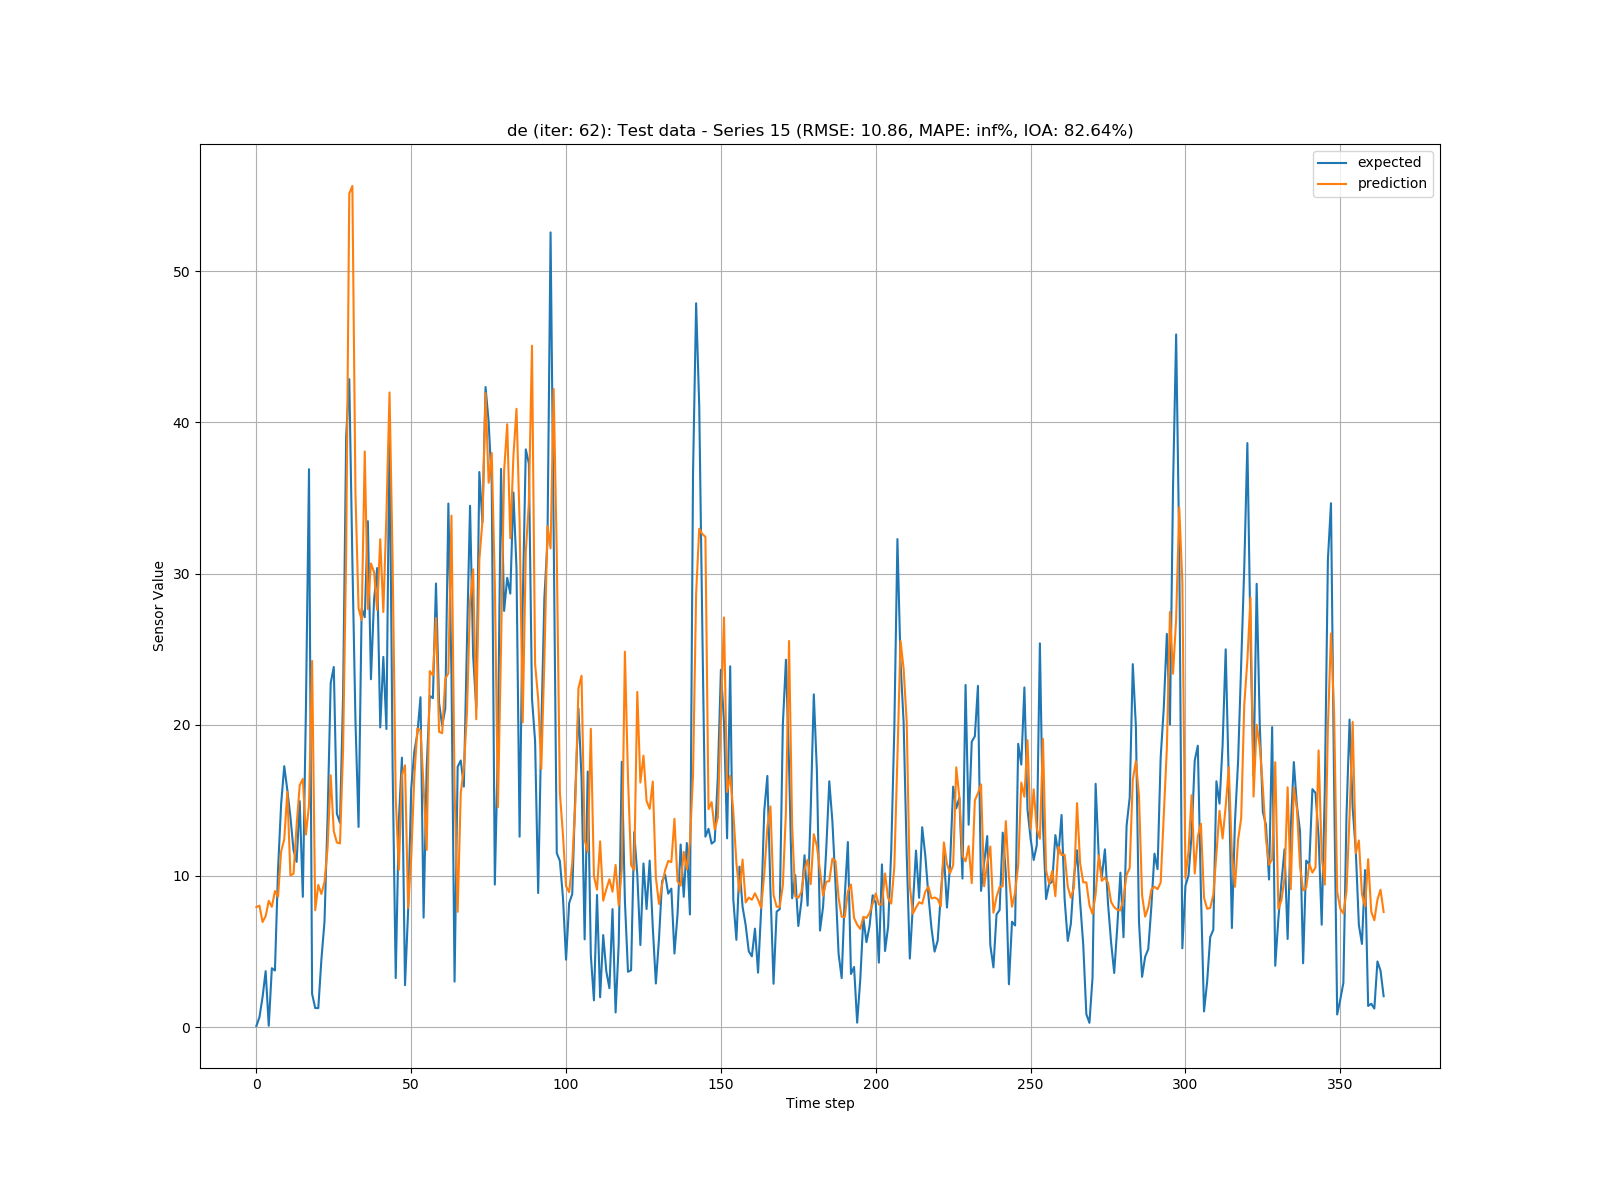 de (iter: 62): Test data - Series 15 (RMSE: 10.86, MAPE: inf%, IOA: 82.64%)
expected
prediction
50
40
30
20
10
0
Sensor Value
0 50 100 150 200 250 300 350
Time step